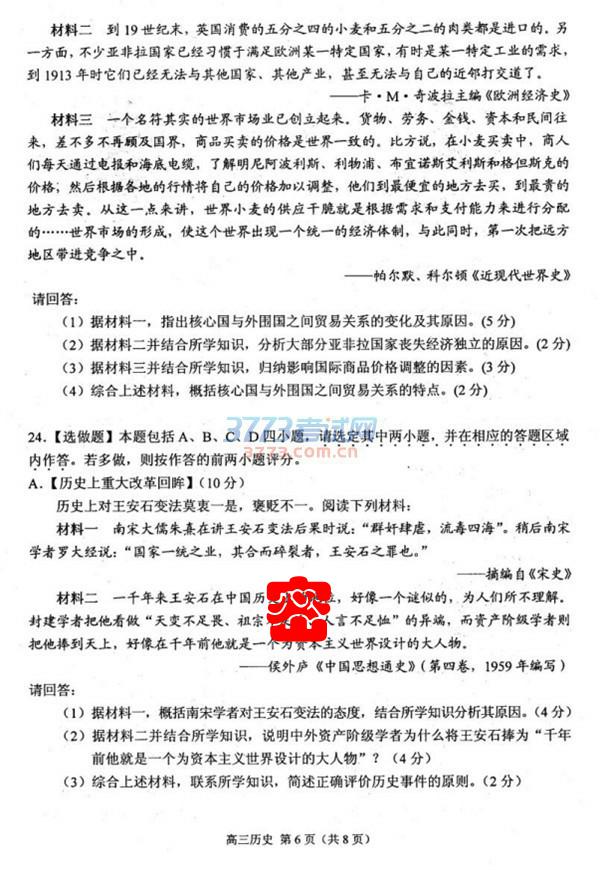 材料二　到19世纪末，英国消费的五分之四的小麦和五分之二的肉类都是进口的。另
一方面，不少亚非拉国家已经习惯于满足欧洲某一特定国家，有时是某一特定工业的需求，
到1913年时它们已经无法与其他国家、其他产业，甚至无法与自己的近邻打交道了。
——卡·M·奇波拉主编《欧洲经济史》
材料三　一个名符其实的世界市场业已创立起来。货物、劳务、金钱、资本和民间往
来，差不多不再顾及国界，商品买卖的价格是世界一致的。比方说，在小麦买卖中，商人
们每天通过电报和海底电缆，了解明尼阿波利斯、利物浦、布宜诺斯艾利斯和格但斯克的
价格，然后根据各地的行情将自己的价格加以调整，他们到最便宜的地方去买，到最贵的
地方去卖。从这一点来讲，世界小麦的供应干脆就是根据需求和支付能力来进行分配
的……世界市场的形成，使这个世界出现一个统一的经济体制，与此同时，第一次把远方
地区带进竞争之中。
——帕尔默、科尔顿《近现代世界史》
请回答：
（1）据材料一，指出核心国与外围国之间贸易关系的变化及其原因。(5分)
（2）据材料二并结合所学知识，分析大部分亚非拉国家丧失经济独立的原因。(2分)
（3）据材料三并结合所学知识，归纳影响国际商品价格调整的因素。(3分)
（4）综合上述材料，概括核心国与外围国之间贸易关系的特点。(2分)
3773考试网
3773.com.cn
24.【选做题】本题包括A、B、C、D四小题，请选定其中两小题，并在相应的答题区域
内作答。若多做，则按作答的前两小题评分。
A.【历史上重大改革回眸】(10分)
历史上对王安石变法莫衷一是，褒贬不一。阅读下列材料：
材料一　南宋大儒朱熹在讲王安石变法后果时说：“群奸肆虐，流毒四海”。稍后南宋
学者罗大经说：“国家一统之业，其合而碎裂者，王安石之罪也。”
——摘编自《宋史》
材料二　一千年来王安石在中国历史上的地位，好像一个谜似的，为人们所不理解。
封建学者把他看做“天变不足畏、祖宗人言不足恤”的异端，而资产阶级学者则
把他捧到天上，好像在千年前他就是一个为资本主义世界设计的大人物。
——侯外庐《中国思想通史》（第四卷，1959年编写）
请回答：
（1）据材料一，概括南宋学者对王安石变法的态度，结合所学知识分析其原因。(4分)
（2）据材料二并结合所学知识，说明中外资产阶级学者为什么将王安石捧为“千年
前他就是一个为资本主义世界设计的大人物”？(4分)
（3）综合上述材料，联系所学知识，简述正确评价历史事件的原则。(2分)
高三历史 第6页（共8页）